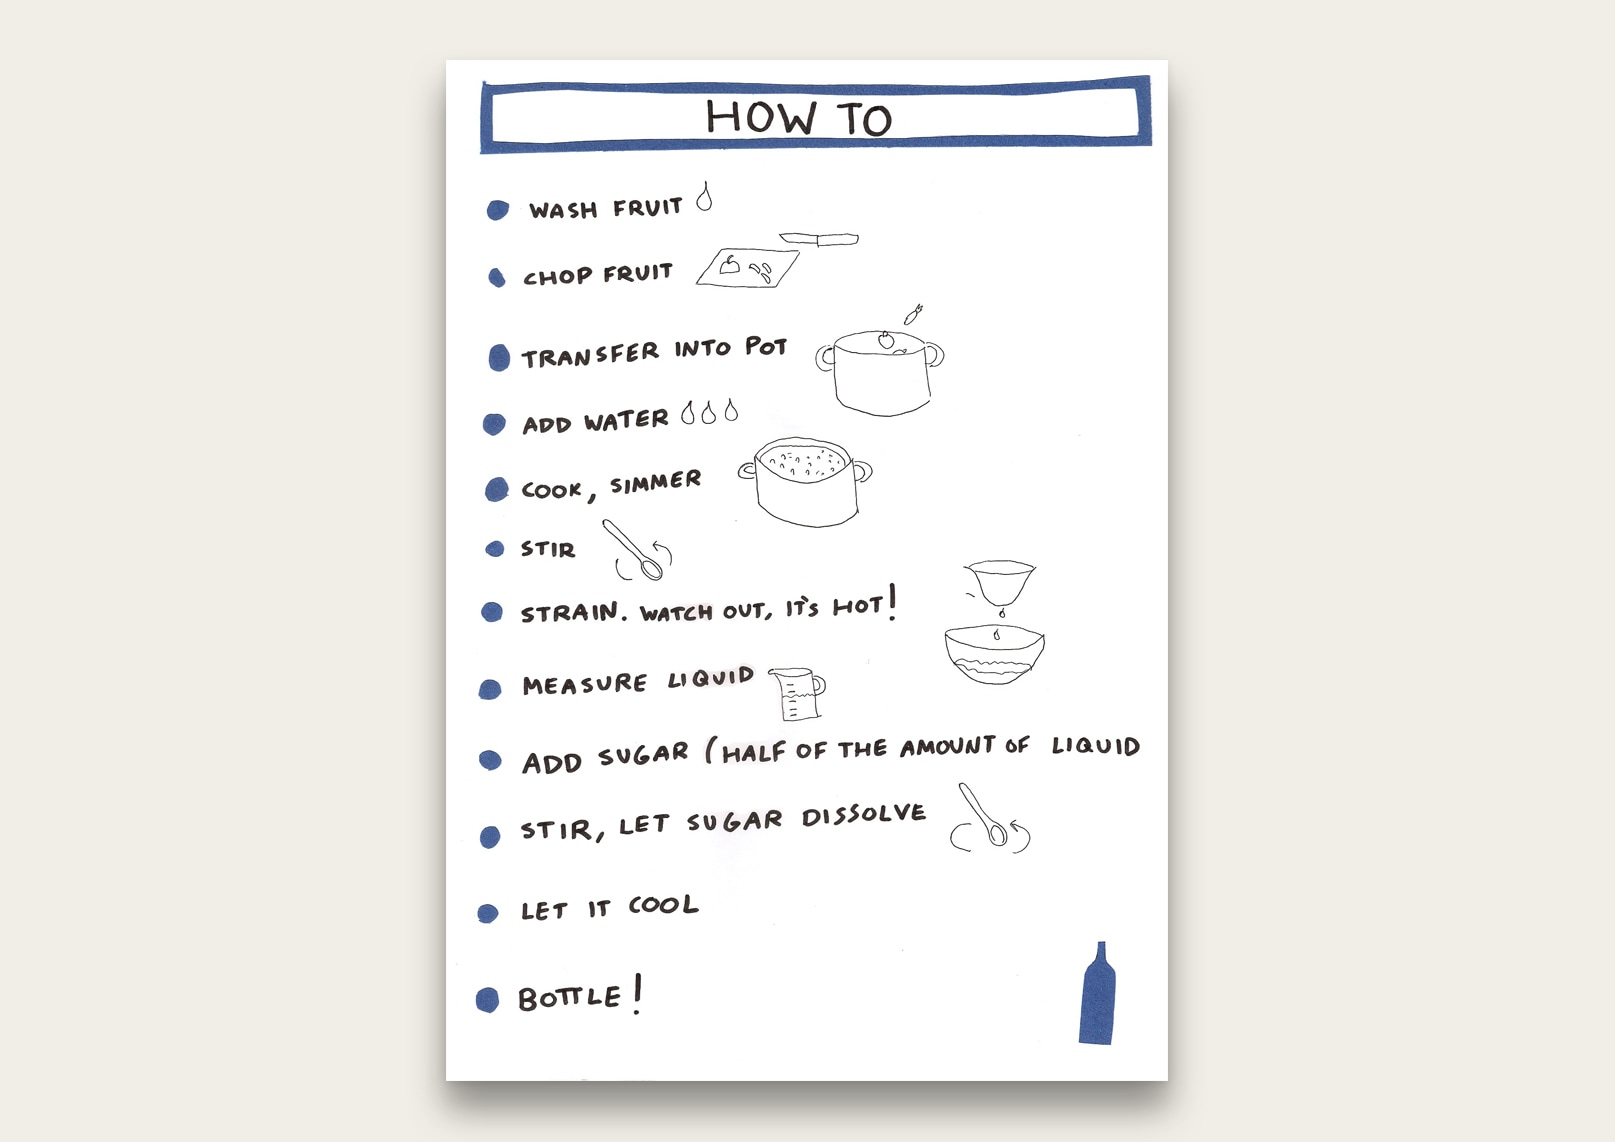 HOW TO
WASH FRUIT
CHOP FRUIT
TRANSFER INTO POT
ADD WATER
COOK, SIMMER
STIR
STRAIN. WATCH OUT, IT'S HOT!
MEASURE LIQUID
ADD SUGAR (HALF OF THE AMOUNT OF LIQUID
STIR, LET SUGAR DISSOLVE
LET IT COOL
BOTTLE!